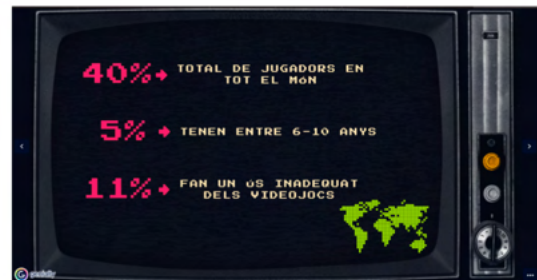 40% → TOTAL DE JUGADORS EN
TOT EL MóN
5% → TENEN ENTRE 6-10 ANYS
11% → FAN UN úS INADEQUAT
DELS VIDEOJOCS
genially